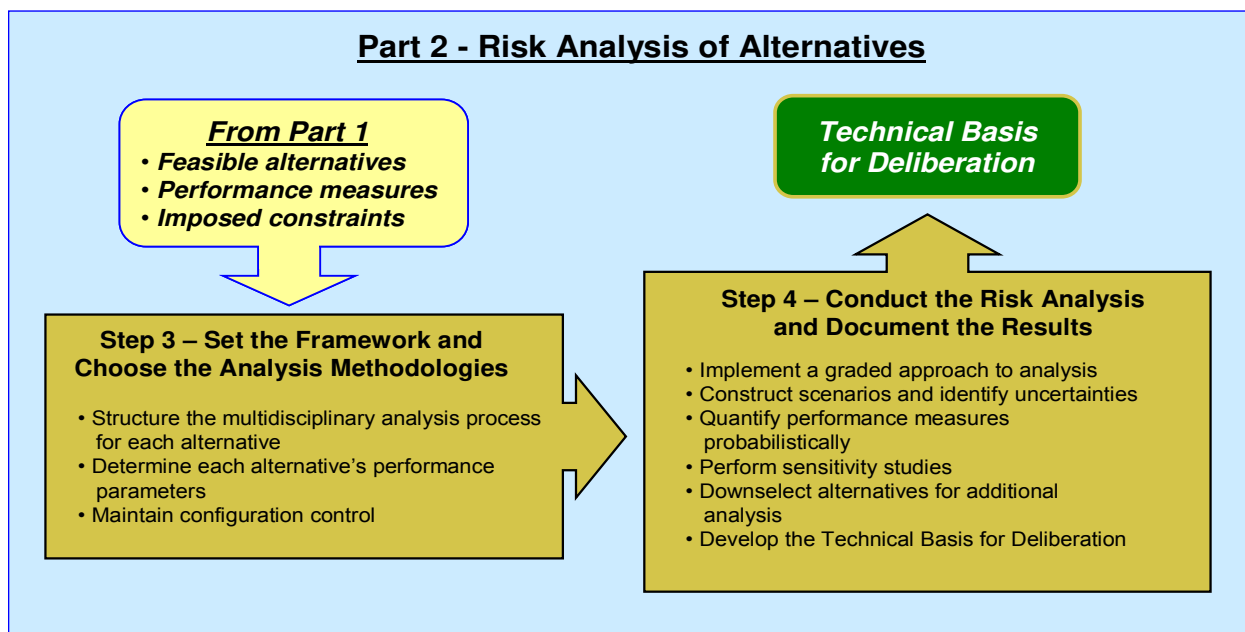 Part 2 - Risk Analysis of Alternatives
From Part 1
• Feasible alternatives
• Performance measures
• Imposed constraints
Technical Basis
for Deliberation
Step 3 – Set the Framework and
Choose the Analysis Methodologies
• Structure the multidisciplinary analysis process
for each alternative
• Determine each alternative’s performance
parameters
• Maintain configuration control
Step 4 – Conduct the Risk Analysis
and Document the Results
• Implement a graded approach to analysis
• Construct scenarios and identify uncertainties
• Quantify performance measures
probabilistically
• Perform sensitivity studies
• Downselect alternatives for additional
analysis
• Develop the Technical Basis for Deliberation